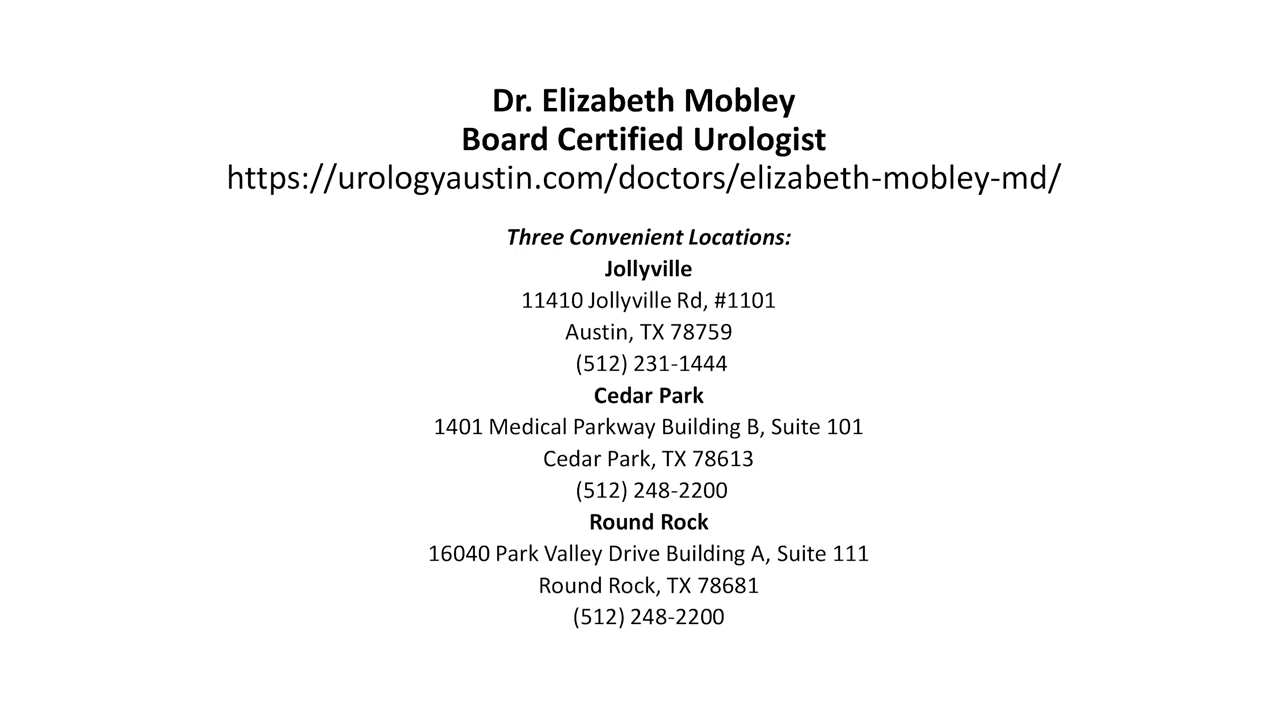 Dr. Elizabeth Mobley
Board Certified Urologist
https://urologyaustin.com/doctors/elizabeth-mobley-md/
Three Convenient Locations:
Jollyville
11410 Jollyville Rd, #1101
Austin, TX 78759
(512) 231-1444
Cedar Park
1401 Medical Parkway Building B, Suite 101
Cedar Park, TX 78613
(512) 248-2200
Round Rock
16040 Park Valley Drive Building A, Suite 111
Round Rock, TX 78681
(512) 248-2200